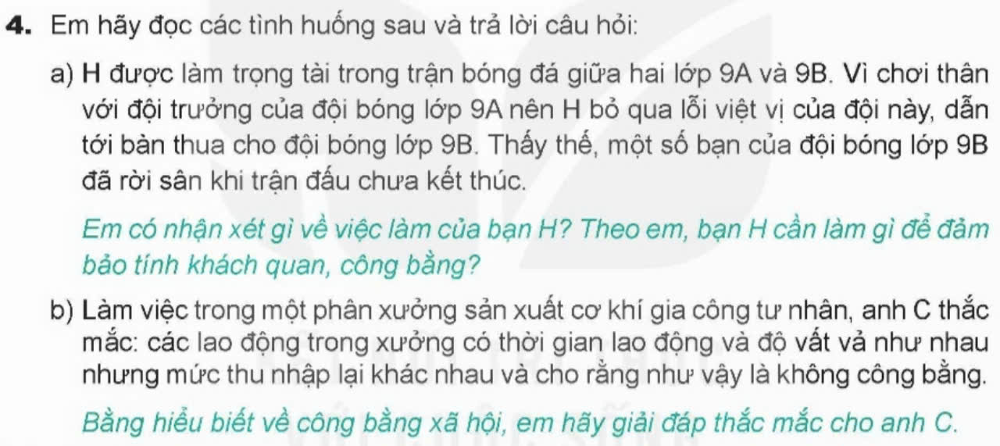 4. Em hãy đọc các tình huống sau và trả lời câu hỏi:
a) H được làm trọng tài trong trận bóng đá giữa hai lớp 9A và 9B. Vì chơi thân
với đội trưởng của đội bóng lớp 9A nên H bỏ qua lỗi việt vị của đội này, dẫn
tới bàn thua cho đội bóng lớp 9B. Thấy thế, một số bạn của đội bóng lớp 9B
đã rời sân khi trận đấu chưa kết thúc.
Em có nhận xét gì về việc làm của bạn H? Theo em, bạn H cần làm gì để đảm
bảo tính khách quan, công bằng?
b) Làm việc trong một phân xưởng sản xuất cơ khí gia công tư nhân, anh C thắc
mắc: các lao động trong xưởng có thời gian lao động và độ vất vả như nhau
nhưng mức thu nhập lại khác nhau và cho rằng như vậy là không công bằng.
Bằng hiểu biết về công bằng xã hội, em hãy giải đáp thắc mắc cho anh C.